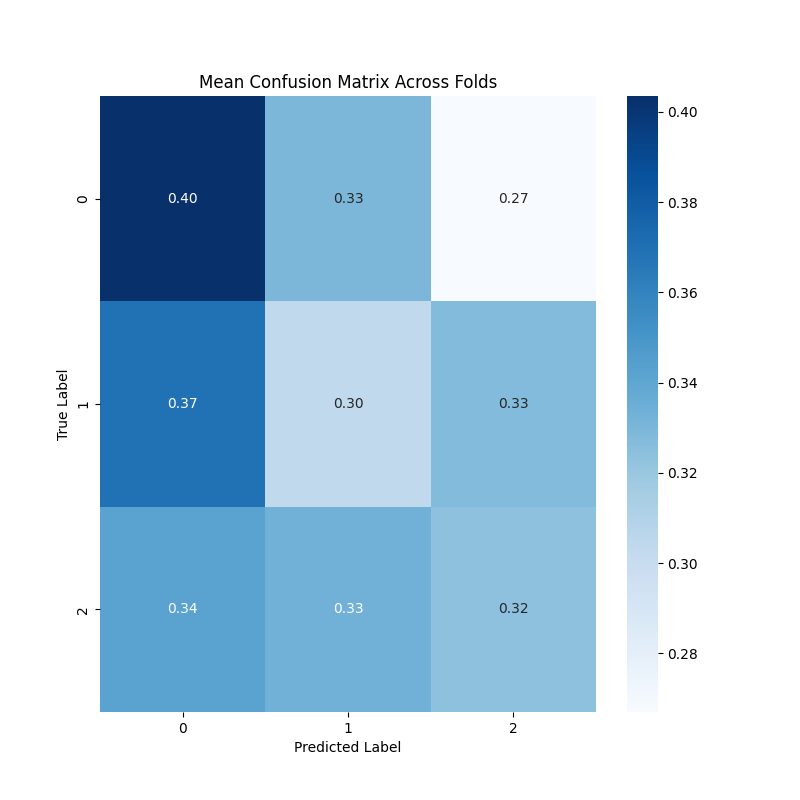 Mean Confusion Matrix Across Folds
0.40 0.33 0.27
0.37 0.30 0.33
0.34 0.33 0.32
0
1
2
True Label
0 1 2
Predicted Label
0.40
0.38
0.36
0.34
0.32
0.30
0.28